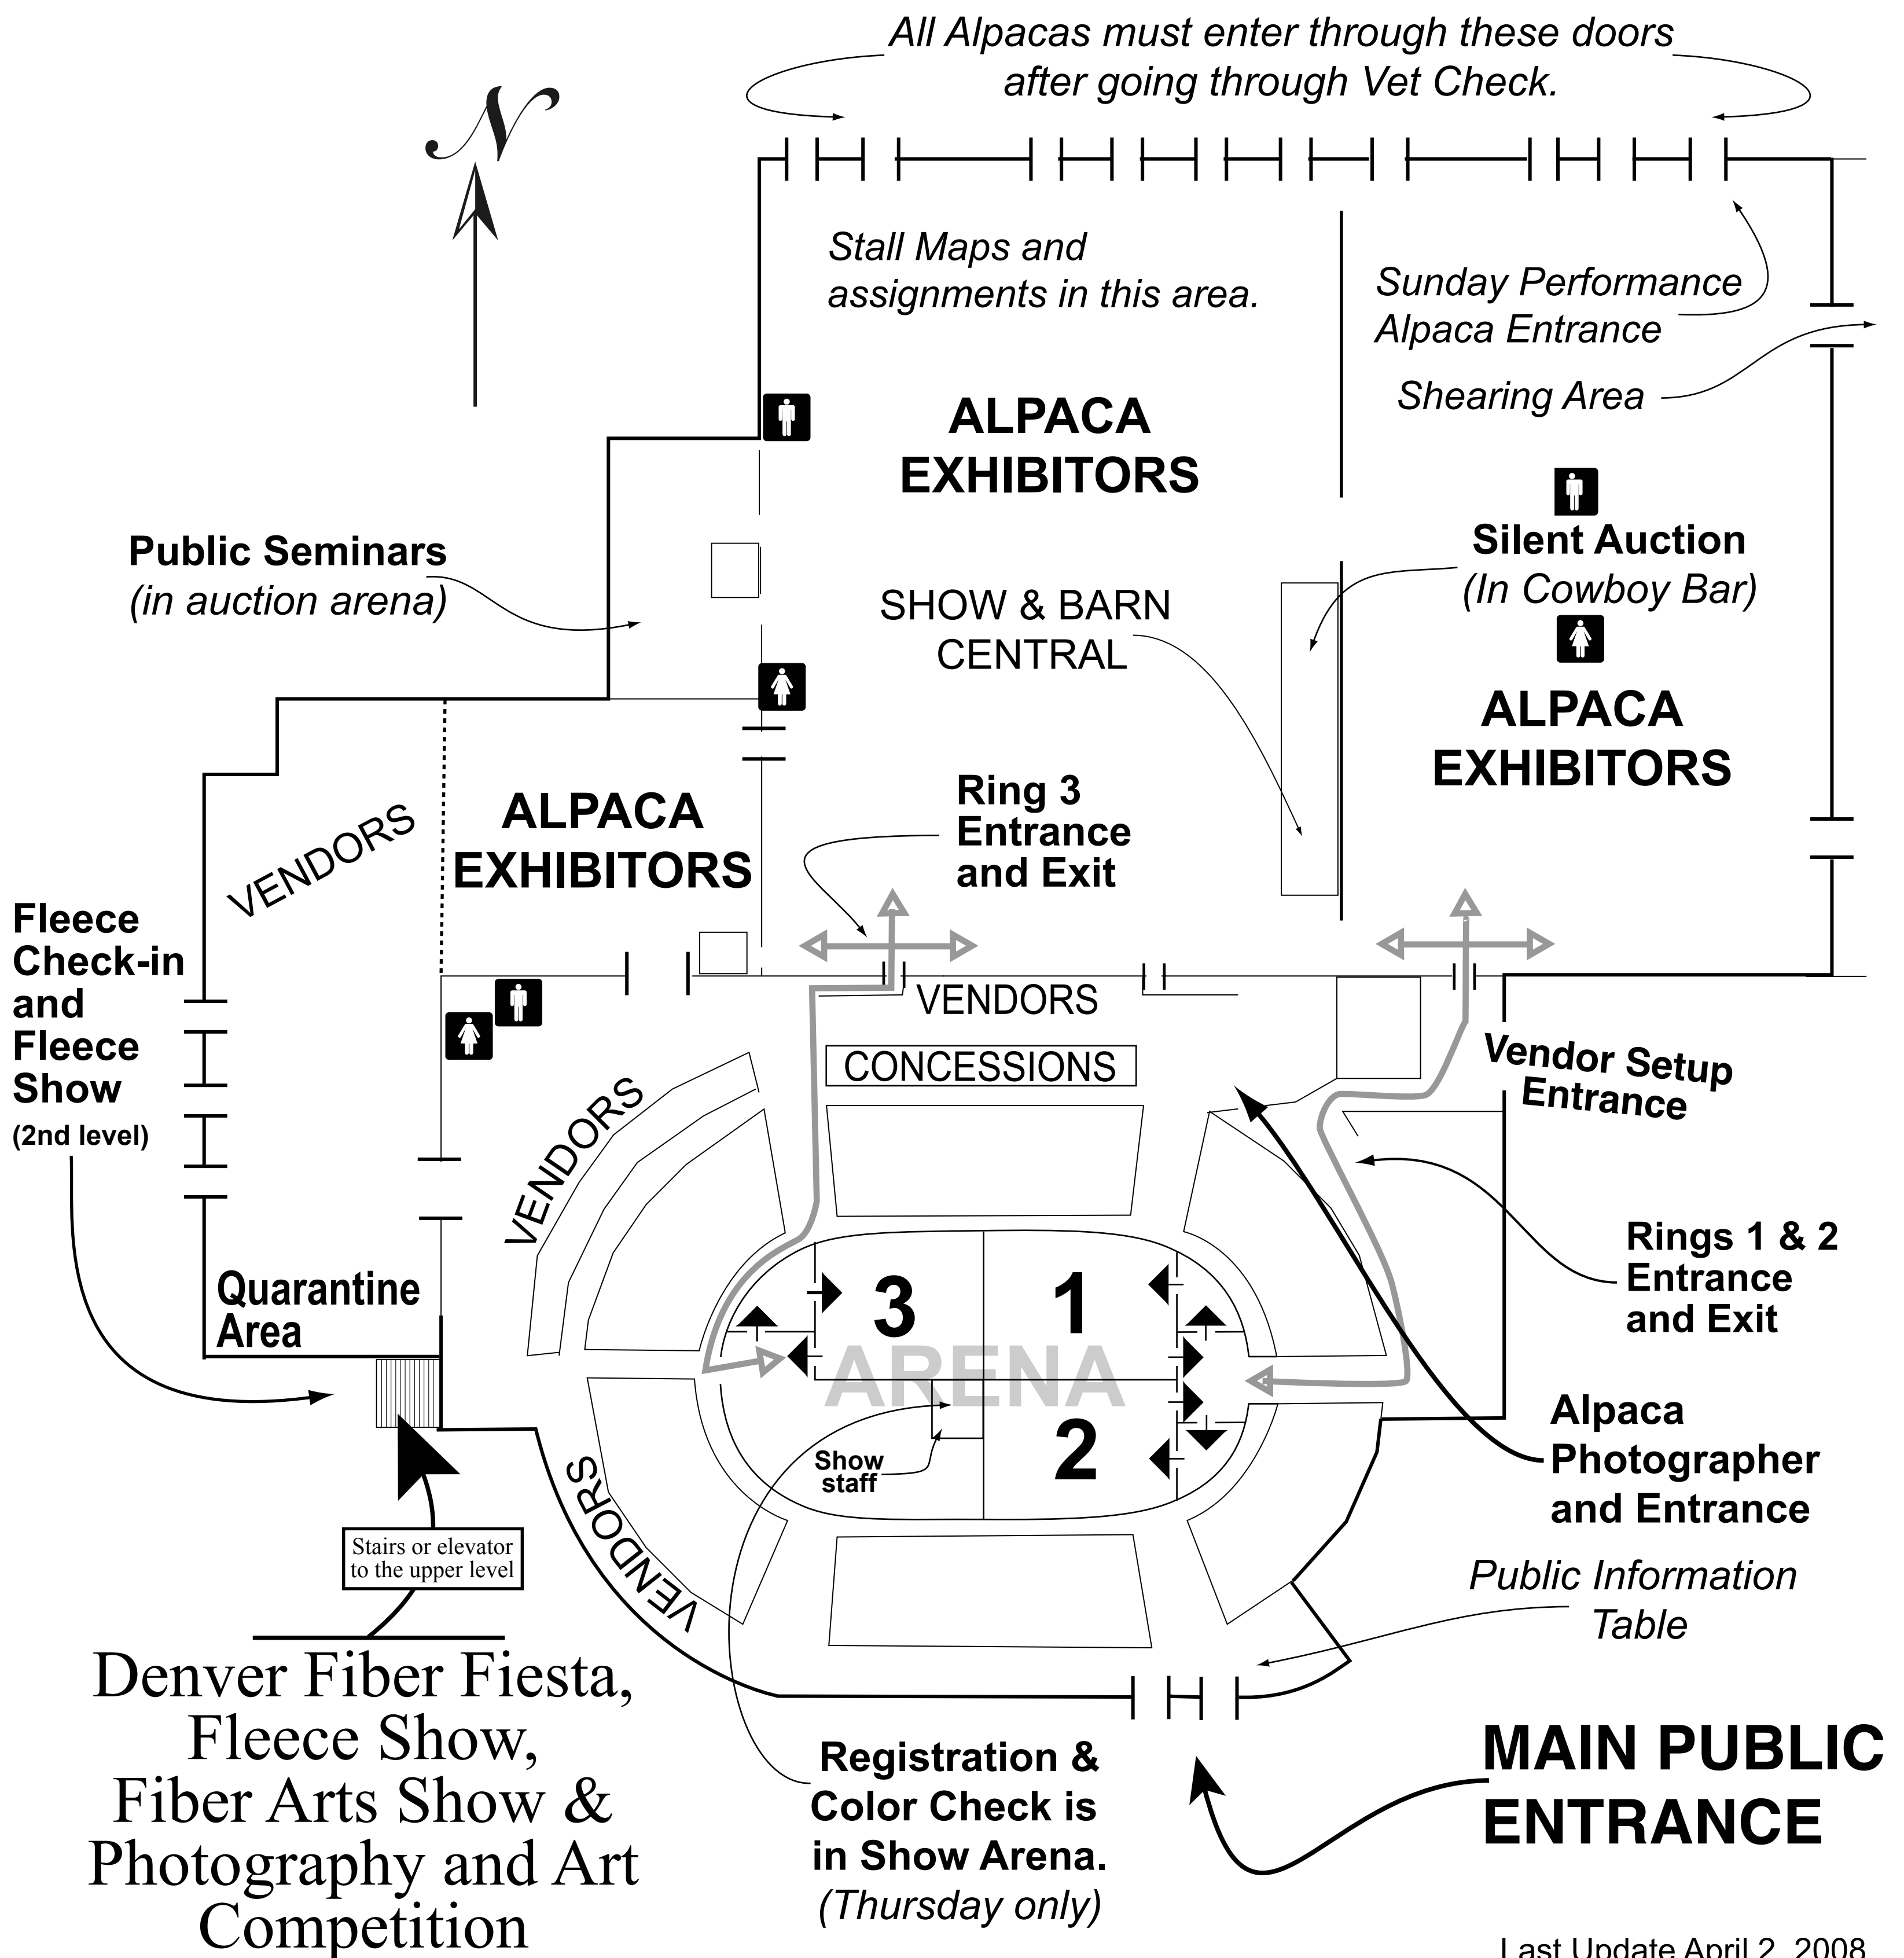 All Alpacas must enter through these doors
after going through Vet Check.
N
Stall Maps and
assignments in this area.
Sunday Performance
Alpaca Entrance
Shearing Area
ALPACA
EXHIBITORS
Public Seminars
(in auction arena)
Silent Auction
(In Cowboy Bar)
SHOW & BARN
CENTRAL
ALPACA
EXHIBITORS
VENDORS
ALPACA
EXHIBITORS
Ring 3
Entrance
and Exit
Fleece
Check-in
and
Fleece
Show
(2nd level)
VENDORS
CONCESSIONS
Vendor Setup
Entrance
VENDORS
Rings 1 & 2
Entrance
and Exit
Quarantine
Area
3
1
ARENA
2
Show
staff
Alpaca
Photographer
and Entrance
VENDORS
Stairs or elevator
to the upper level
Public Information
Table
Denver Fiber Fiesta,
Fleece Show,
Fiber Arts Show &
Photography and Art
Competition
Registration &
Color Check is
in Show Arena.
(Thursday only)
MAIN PUBLIC
ENTRANCE
Last Update April 2, 2008